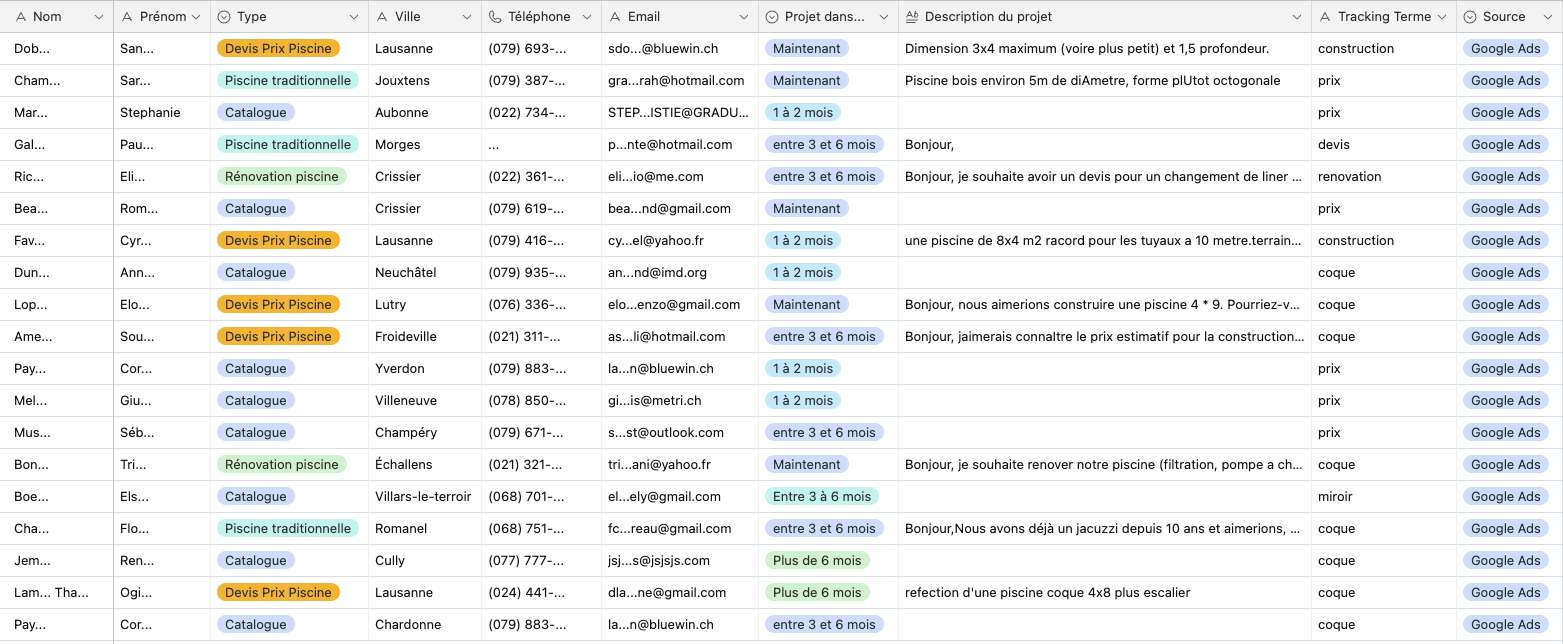 Nom Prénom Type Ville Téléphone Email Projet dans... Description du projet Tracking Terme Source
Dob... San... Devis Prix Piscine Lausanne (079) 693-... sdo...@bluewin.ch Maintenant Dimension 3x4 maximum (voire plus petit) et 1,5 profondeur. construction Google Ads
Cham... Sar... Piscine traditionnelle Jouxtens (079) 387-... gra...rah@hotmail.com Maintenant Piscine bois environ 5m de diAmetre, forme plUtot octogonale prix Google Ads
Mar... Stephanie Catalogue Aubonne (022) 734-... STEP...ISTIE@GRADU... 1 à 2 mois prix Google Ads
Gal... Pau... Piscine traditionnelle Morges ... p...nte@hotmail.com entre 3 et 6 mois Bonjour, devis Google Ads
Ric... Eli... Rénovation piscine Crissier (022) 361-... eli...io@me.com entre 3 et 6 mois Bonjour, je souhaite avoir un devis pour un changement de liner ... renovation Google Ads
Bea... Rom... Catalogue Crissier (079) 619-... bea...nd@gmail.com Maintenant prix Google Ads
Fav... Cyr... Devis Prix Piscine Lausanne (079) 416-... cy...el@yahoo.fr 1 à 2 mois une piscine de 8x4 m2 racord pour les tuyaux a 10 metre.terrain... construction Google Ads
Dun... Ann... Catalogue Neuchâtel (079) 935-... an...nd@imd.org 1 à 2 mois coque Google Ads
Lop... Elo... Devis Prix Piscine Lutry (076) 336-... elo...enzo@gmail.com Maintenant Bonjour, nous aimerions construire une piscine 4 * 9. Pourriez-v... coque Google Ads
Ame... Sou... Devis Prix Piscine Froideville (021) 311-... as...li@hotmail.com entre 3 et 6 mois Bonjour, jaimerais connaltre le prix estimatif pour la construction... coque Google Ads
Pay... Cor... Catalogue Yverdon (079) 883-... la...n@bluewin.ch 1 à 2 mois prix Google Ads
Mel... Giu... Catalogue Villeneuve (078) 850-... gi...is@metri.ch 1 à 2 mois prix Google Ads
Mus... Séb... Catalogue Champéry (079) 671-... s...st@outlook.com entre 3 et 6 mois prix Google Ads
Bon... Tri... Rénovation piscine Échallens (021) 321-... tri...ani@yahoo.fr Maintenant Bonjour, je souhaite renover notre piscine (filtration, pompe a ch... coque Google Ads
Boe... Els... Catalogue Villars-le-terroir (068) 701-... el...ely@gmail.com Entre 3 à 6 mois miroir Google Ads
Cha... Flo... Piscine traditionnelle Romanel (068) 751-... fc...reau@gmail.com entre 3 et 6 mois Bonjour,Nous avons déjà un jacuzzi depuis 10 ans et aimerions, ... coque Google Ads
Jem... Ren... Catalogue Cully (077) 777-... jsj...s@jsjsjs.com Plus de 6 mois coque Google Ads
Lam... Tha... Ogi... Devis Prix Piscine Lausanne (024) 441-... dla...ne@gmail.com Plus de 6 mois refection d'une piscine coque 4x8 plus escalier coque Google Ads
Pay... Cor... Catalogue Chardonne (079) 883-... la...n@bluewin.ch entre 3 et 6 mois coque Google Ads